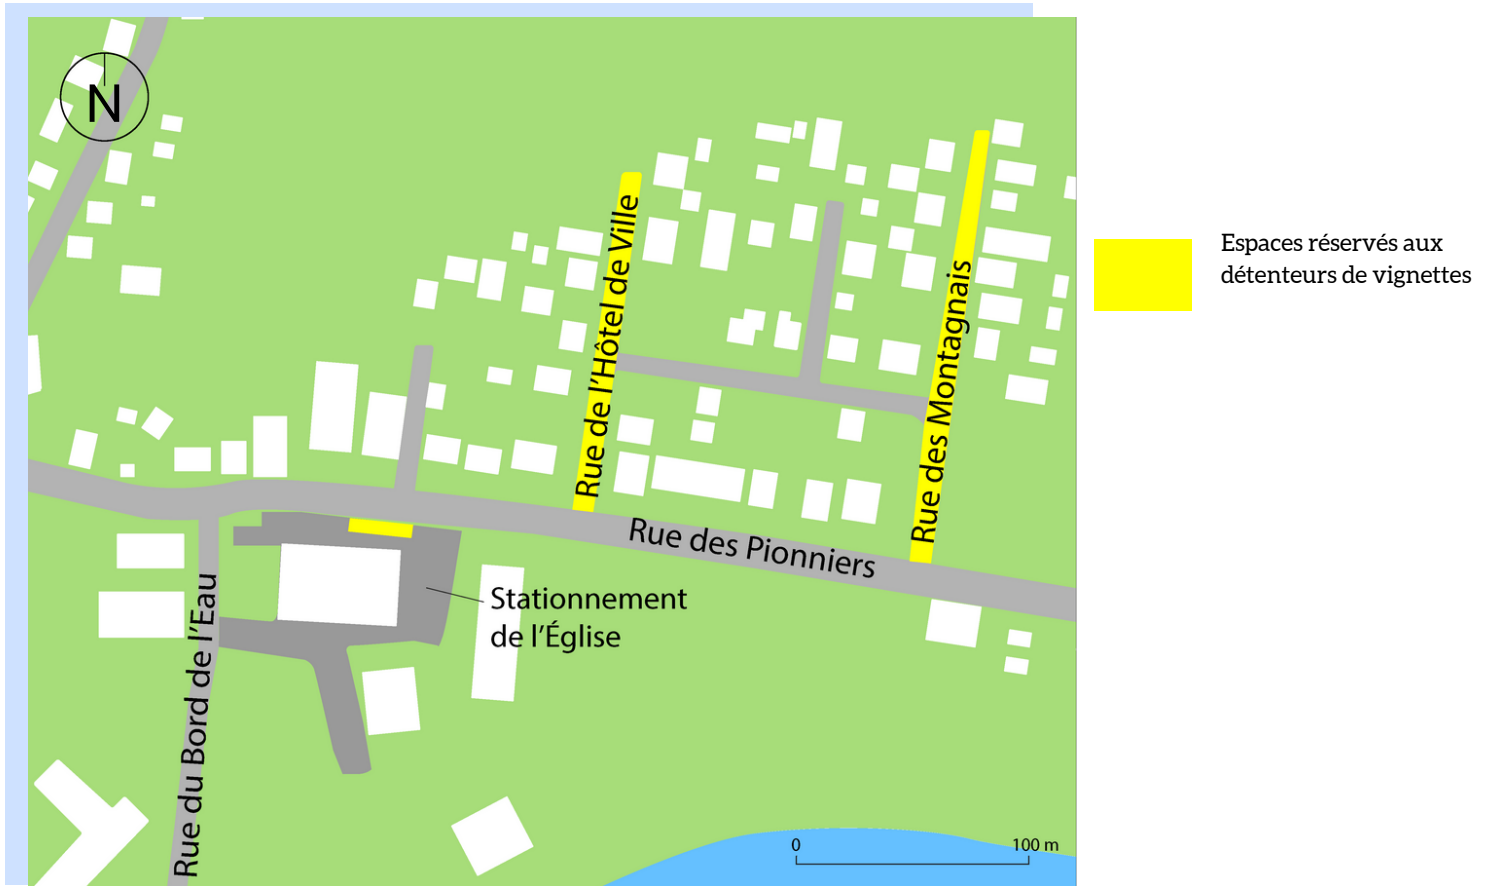 N
Rue de l'Hôtel de Ville
Rue des Montagnais
Espaces réservés aux
détenteurs de vignettes
Rue des Pionniers
Stationnement
de l'Église
Rue du Bord de l'Eau
0
100 m